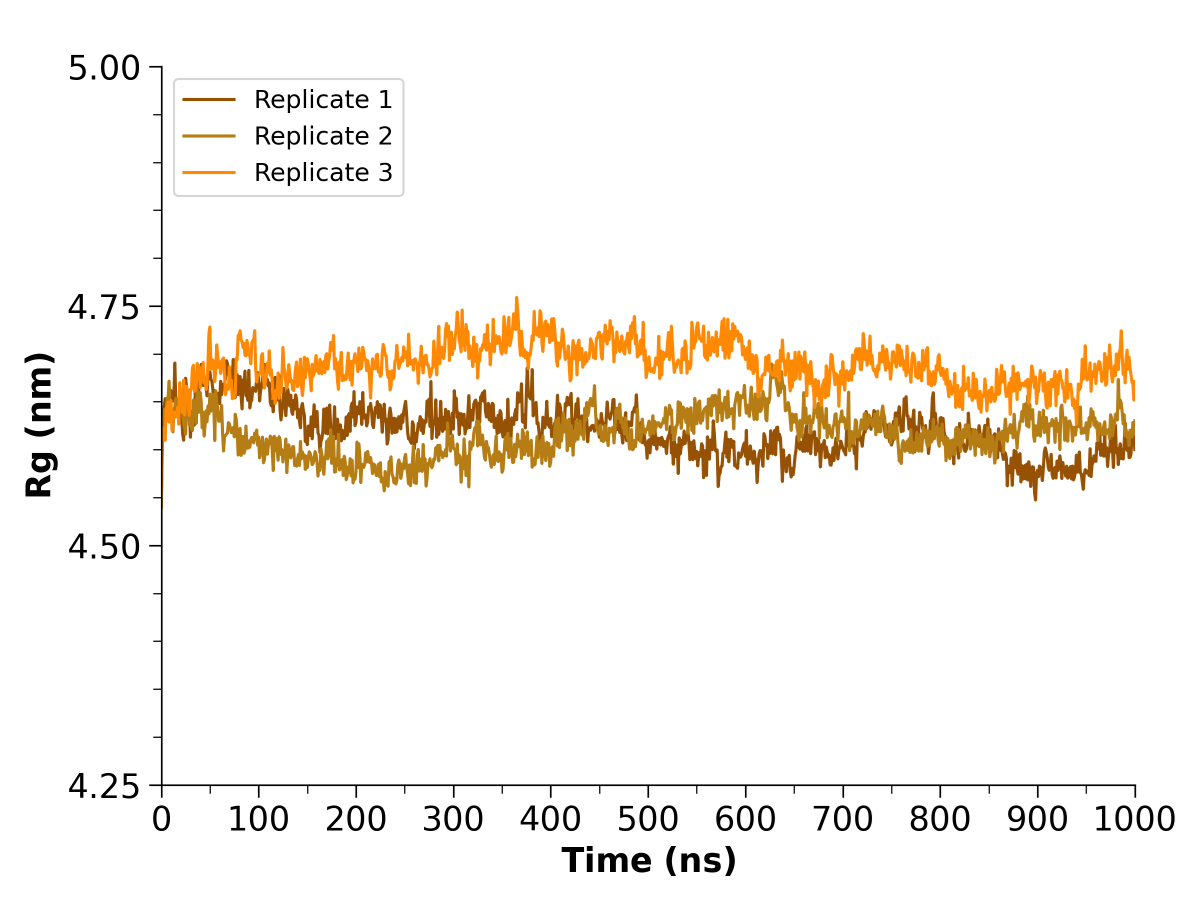 5.00
4.75
4.50
4.25
Rg (nm)
Replicate 1
Replicate 2
Replicate 3
0 100 200 300 400 500 600 700 800 900 1000
Time (ns)